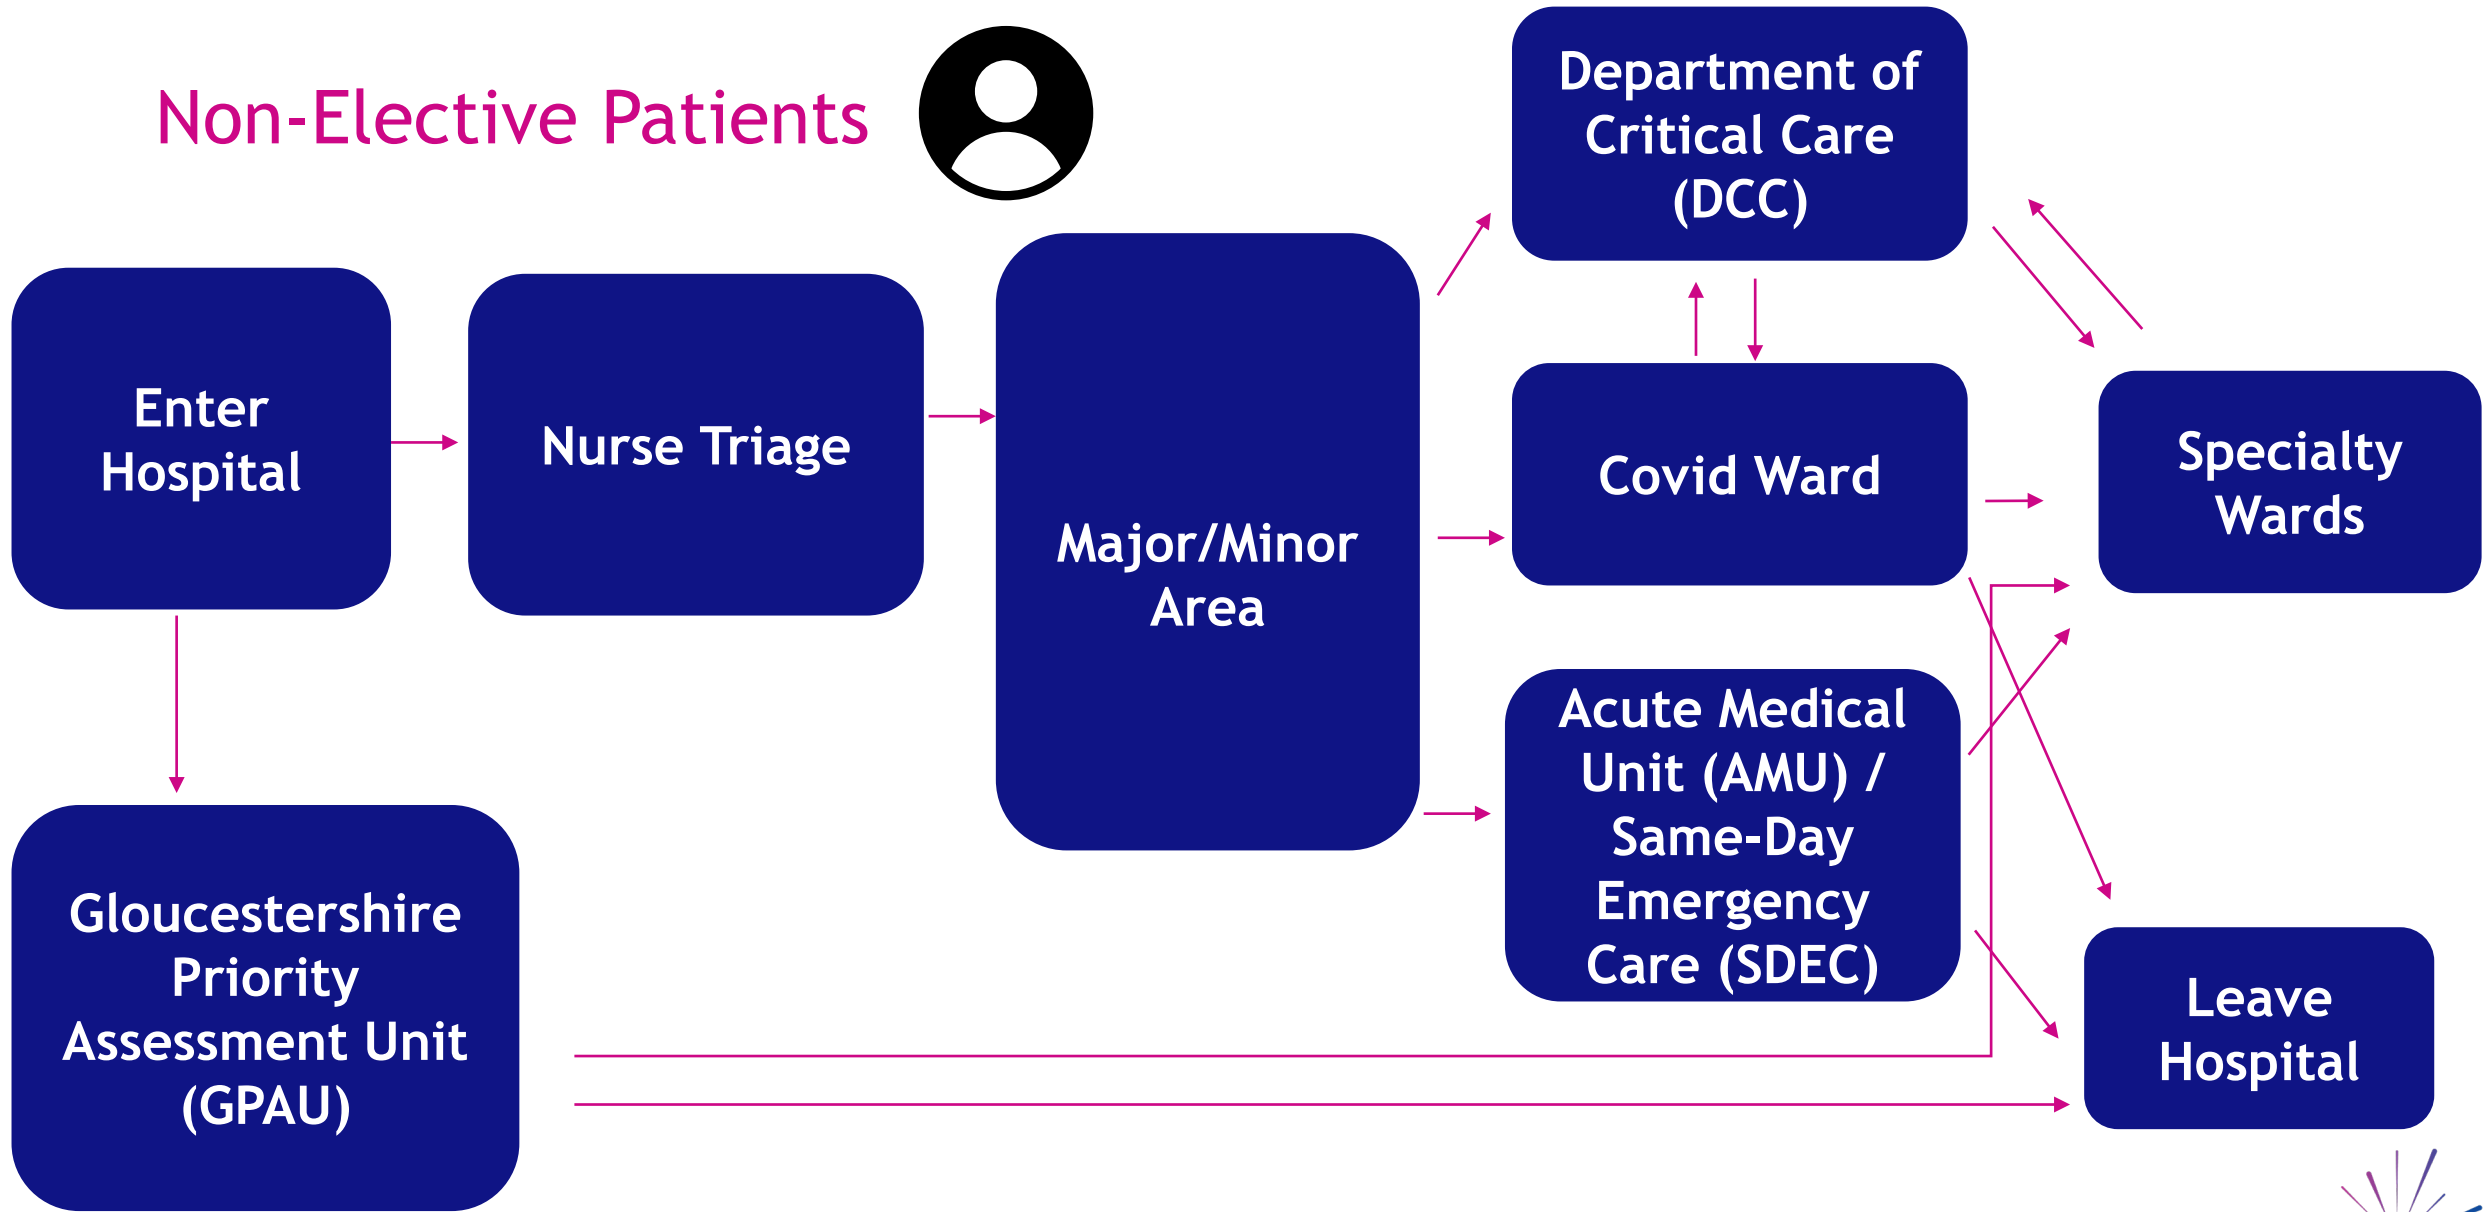 Non-Elective Patients
Enter
Hospital
Nurse Triage
Major/Minor
Area
Department of
Critical Care
(DCC)
Covid Ward
Acute Medical
Unit (AMU) /
Same-Day
Emergency
Care (SDEC)
Specialty
Wards
Leave
Hospital
Gloucestershire
Priority
Assessment Unit
(GPAU)